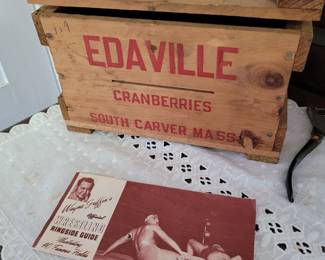 EDAVILLE
CRANBERRIES
SOUTH CARVER MASS
Official
WRESTLING
RINGSIDE GUIDE